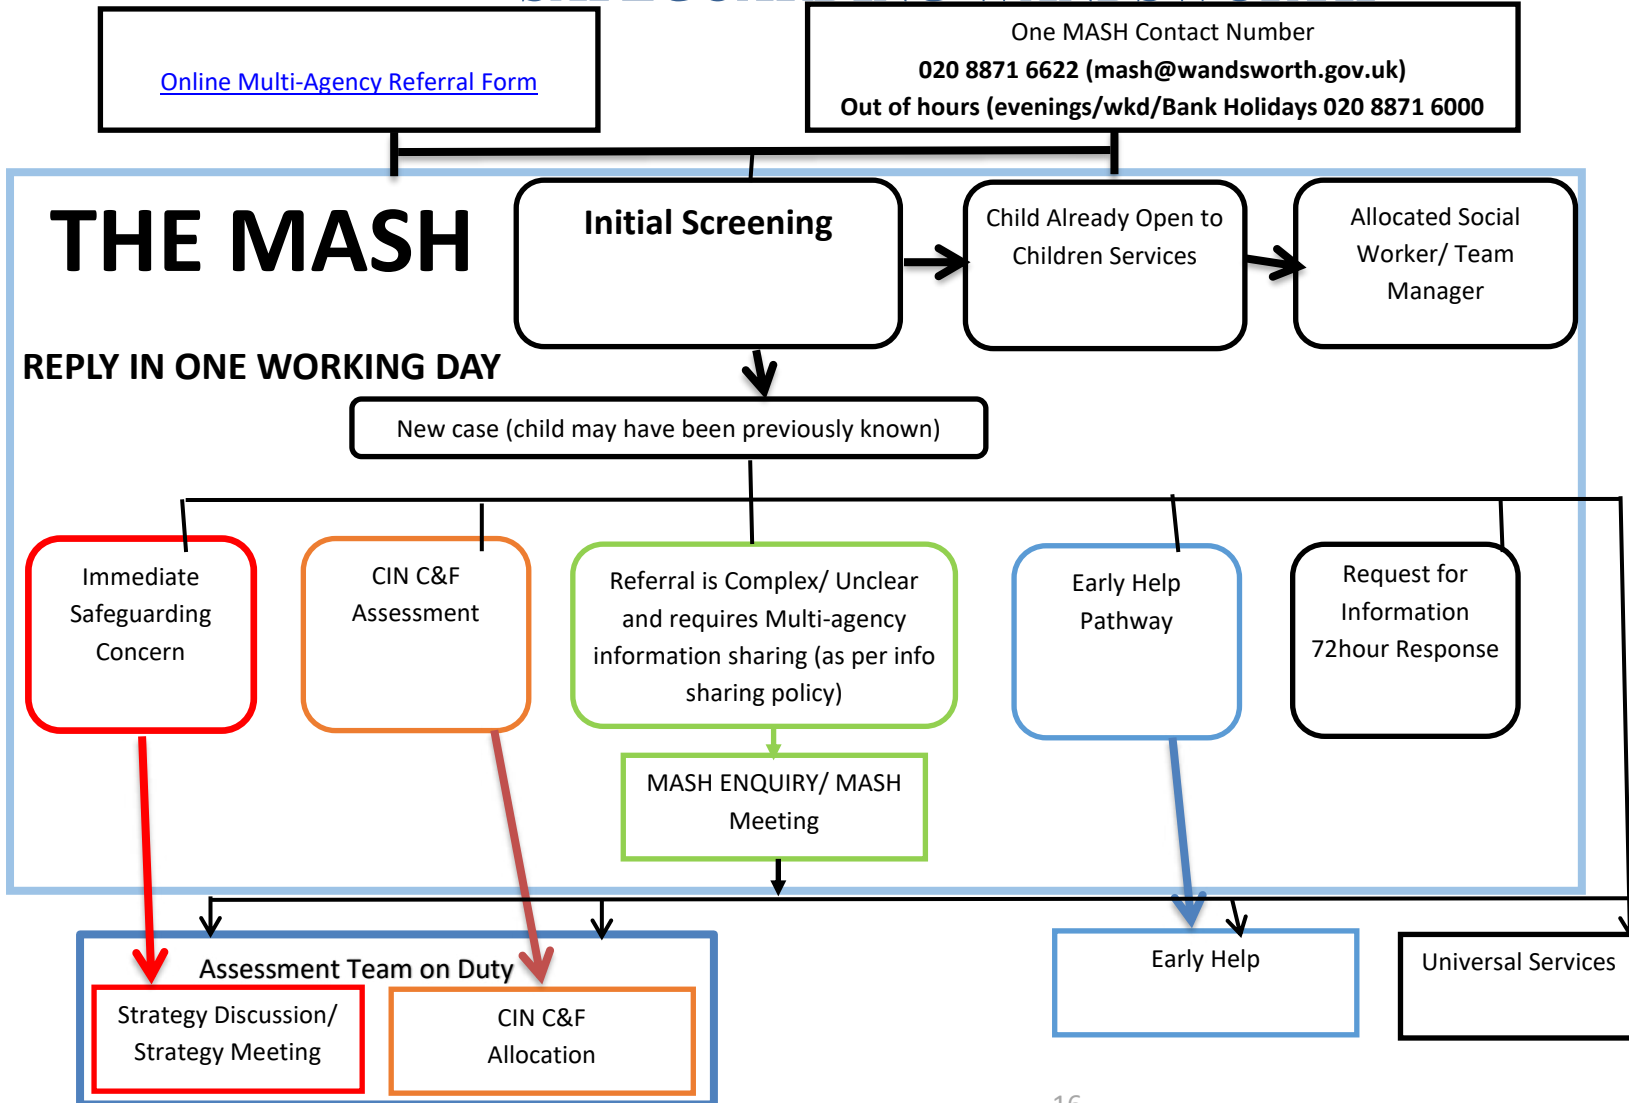 Online Multi-Agency Referral Form
One MASH Contact Number
020 8871 6622 (mash@wandsworth.gov.uk)
Out of hours (evenings/wkd/Bank Holidays 020 8871 6000
THE MASH
REPLY IN ONE WORKING DAY
Initial Screening
Child Already Open to
Children Services
Allocated Social
Worker/ Team
Manager
New case (child may have been previously known)
Immediate
Safeguarding
Concern
CIN C&F
Assessment
Referral is Complex/ Unclear
and requires Multi-agency
information sharing (as per info
sharing policy)
Early Help
Pathway
Request for
Information
72hour Response
MASH ENQUIRY/ MASH
Meeting
Assessment Team on Duty
Strategy Discussion/
Strategy Meeting
CIN C&F
Allocation
Early Help
Universal Services
16